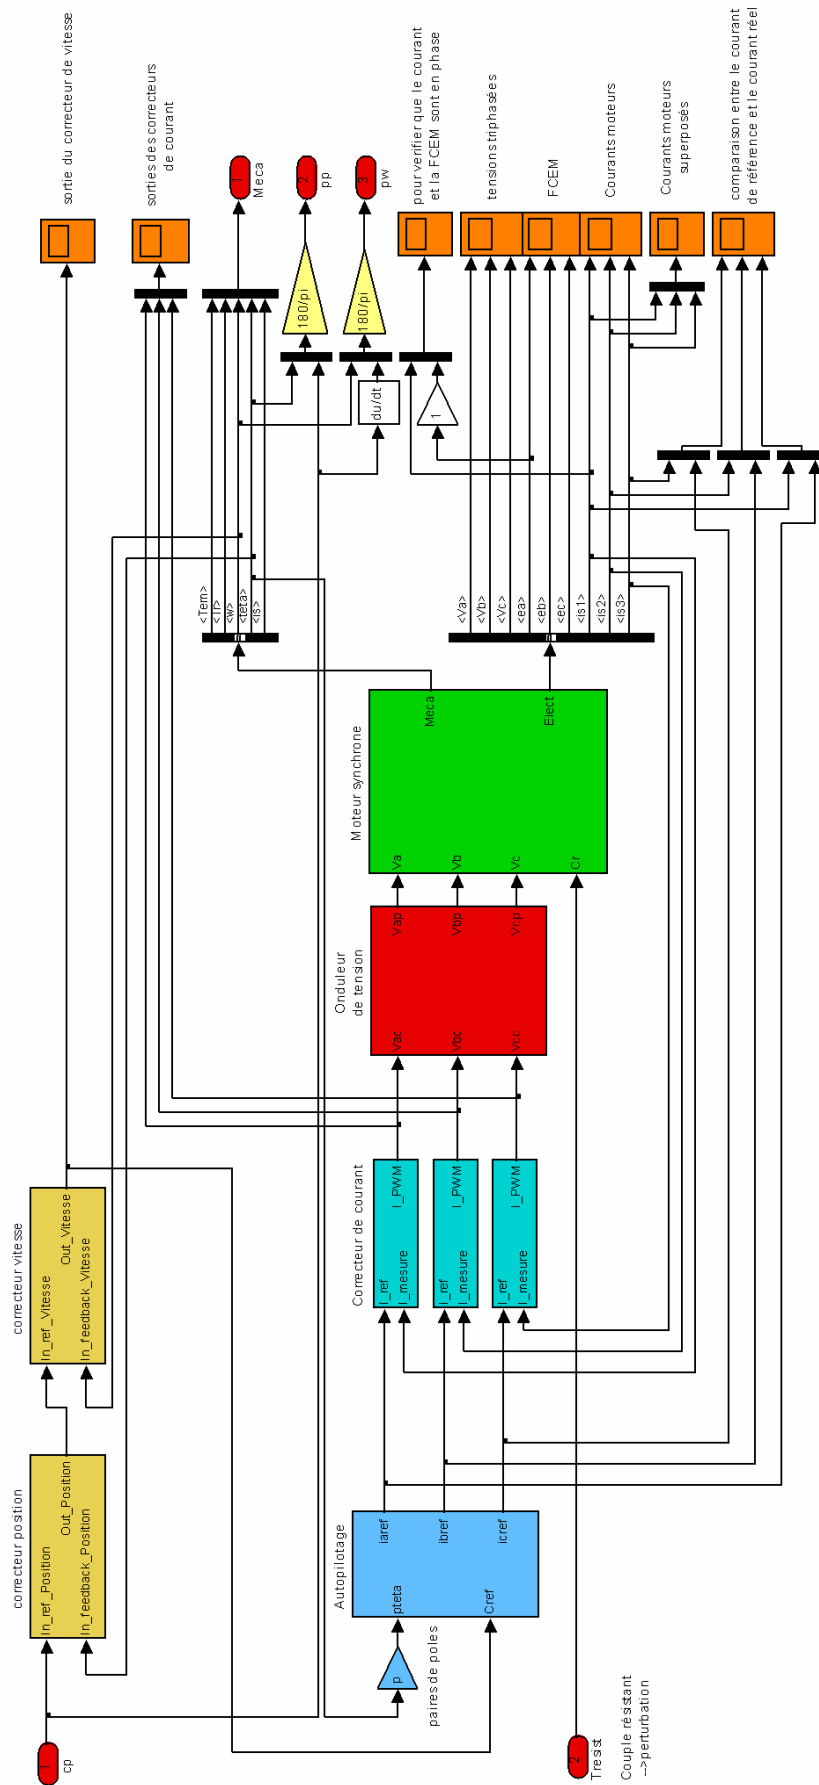 1
cp
correcteur position
In_ref_Position
Out_Position
In_feedback_Position
correcteur vitesse
In_ref_Vitesse
Out_Vitesse
In_feedback_Vitesse
sortie du correcteur de vitesse
sorties des correcteurs
de courant
1
Meca
180/pi
2
pp
180/pi
3
pw
du/dt
1
pour verifier que le courant
et la FCEM sont en phase
tensions triphasées
FCEM
Courants moteurs
Courants moteurs
superposés
comparaison entre le courant
de référence et le courant réel
<Tem>
<Tr>
<w>
<teta>
<is>
<Va>
<Vb>
<Vc>
<ea>
<eb>
<ec>
<is1>
<is2>
<is3>
p
paires de poles
Autopilotage
pteta
Cref
iaref
ibref
icref
Correcteur de courant
I_ref
I_mesure
I_PWM
I_ref
I_mesure
I_PWM
I_ref
I_mesure
I_PWM
Onduleur
de tension
Vac
Vbc
Vcc
Vap
Vbp
Vcp
Moteur synchrone
Va
Vb
Vc
Cr
Meca
Elect
2
Tresist
Couple résistant
-->perturbation